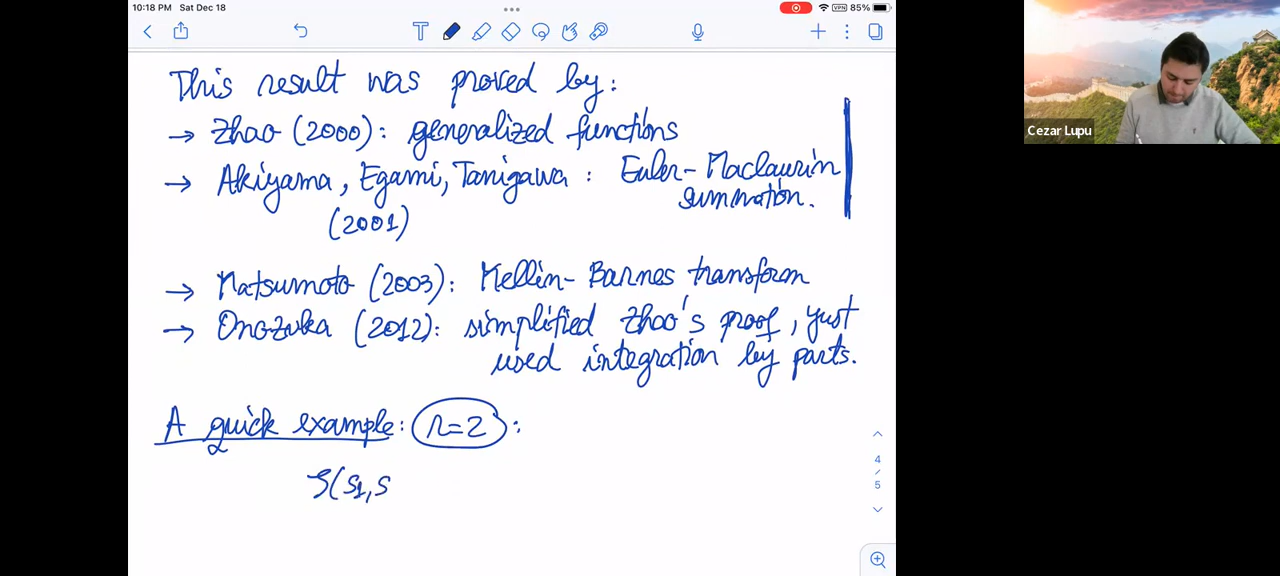 10:18 PM Sat Dec 18
VPN 85%
This result was proved by:
→ Zhao (2000): generalized functions
→ Akiyama, Egami, Tanigawa: Euler-Maclaurin
summation.
(2001)
→ Matsumoto (2003): Mellin-Barnes transform
→ Onozuka (2012): simplified Zhao's proof, just
used integration by parts.
A quick example: r=2:
ζ(s1, s
4
/
5
Cezar Lupu